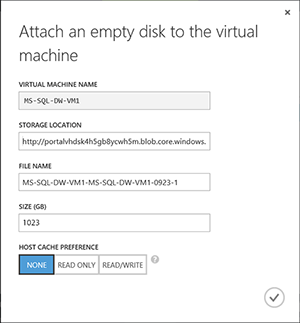 ×
Attach an empty disk to the virtual
machine
VIRTUAL MACHINE NAME
MS-SQL-DW-VM1
STORAGE LOCATION
http://portalvhdsk4h5gb8ycwh5m.blob.core.windows.
FILE NAME
MS-SQL-DW-VM1-MS-SQL-DW-VM1-0923-1
SIZE (GB)
1023
HOST CACHE PREFERENCE
NONE READ ONLY READ/WRITE ?